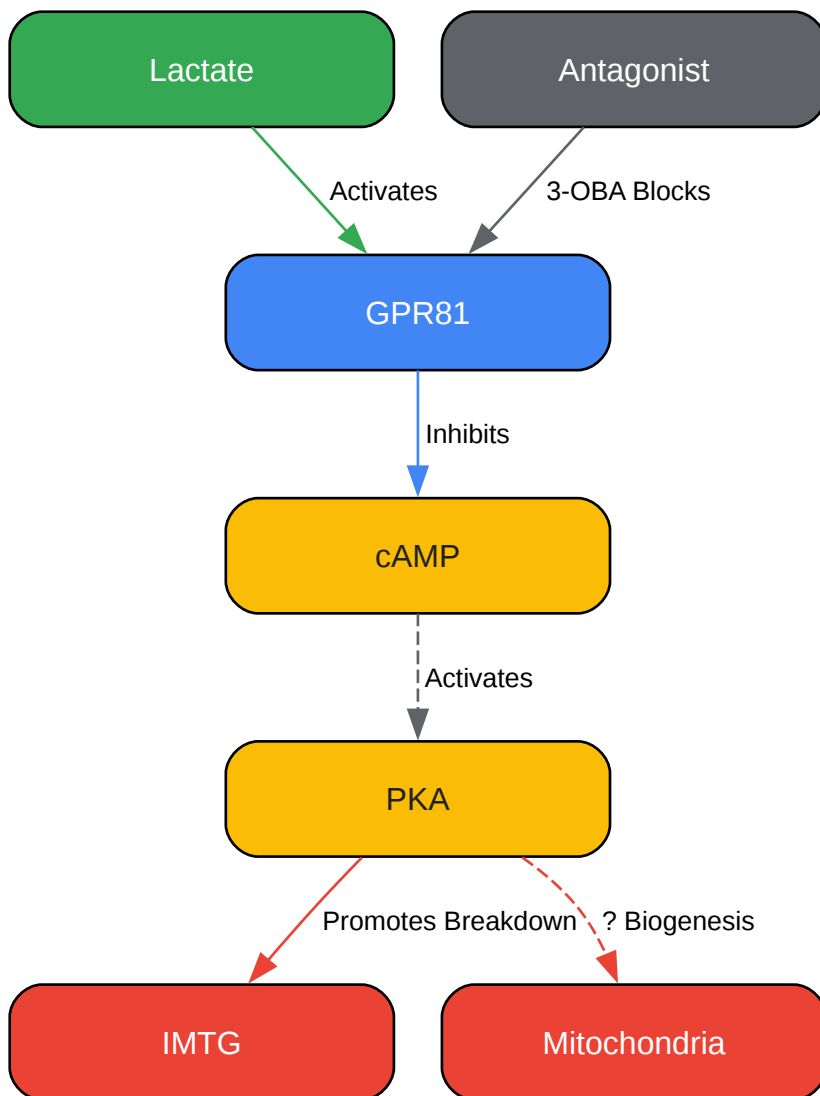 Lactate
Antagonist
Activates
3-OBA Blocks
GPR81
Inhibits
cAMP
Activates
PKA
Promotes Breakdown
? Biogenesis
IMTG
Mitochondria